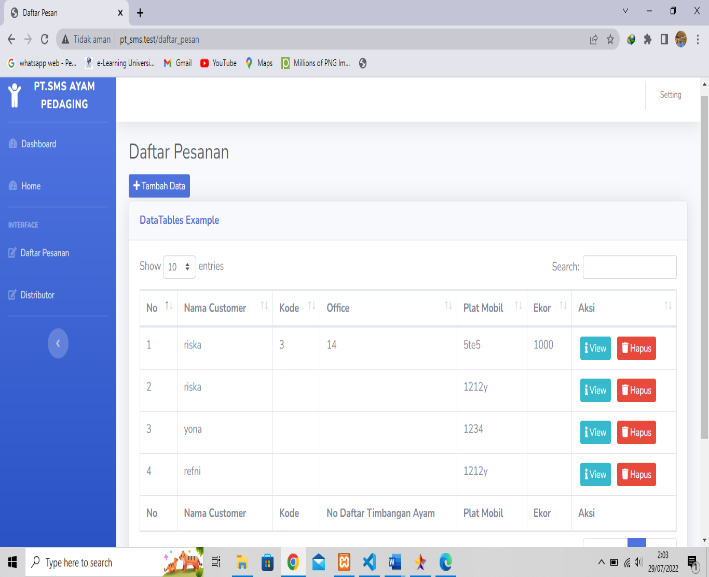 Daftar Pesan
Tidak aman pt_sms.test/daftar_pesan
whatsapp web - Pe... e-Learning Universi... Gmail YouTube Maps Millions of PNG Im...
PT.SMS AYAM
PEDAGING
Setting
Dashboard
Home
INTERFACE
Daftar Pesanan
Distributor
Daftar Pesanan
Tambah Data
DataTables Example
Show 10 entries
Search:
No Nama Customer Kode Office Plat Mobil Ekor Aksi
1 riska 3 14 5te5 1000 View Hapus
2 riska 1212y View Hapus
3 yona 1234 View Hapus
4 refni 1212y View Hapus
No Nama Customer Kode No Daftar Timbangan Ayam Plat Mobil Ekor Aksi
Type here to search
2:03
29/07/2022
1